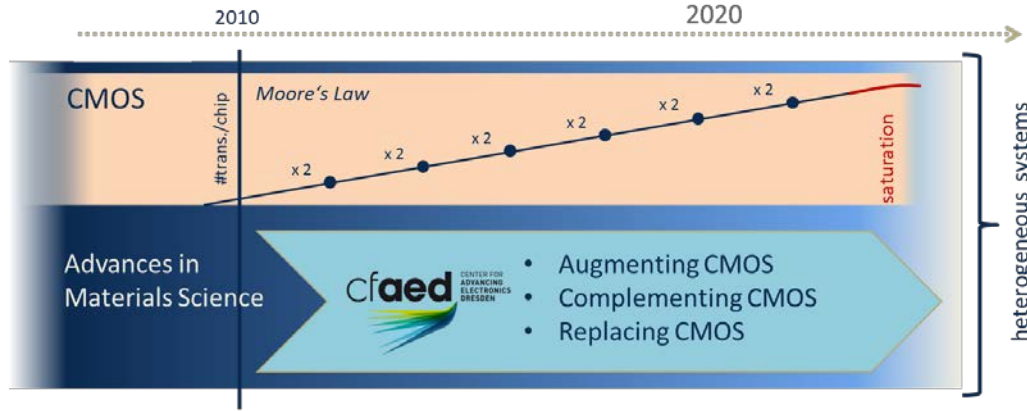 2010
2020
CMOS
Moore's Law
#trans./chip
x 2
x 2
x 2
x 2
x 2
x 2
saturation
heterogeneous systems
Advances in
Materials Science
cfaed
CENTER FOR
ADVANCING
ELECTRONICS
DRESDEN
• Augmenting CMOS
• Complementing CMOS
• Replacing CMOS